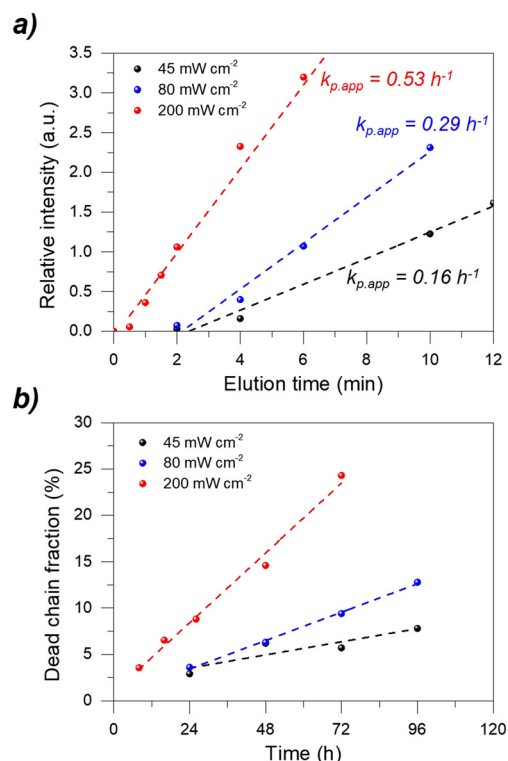 a)
3.5
3.0
2.5
2.0
1.5
1.0
0.5
0.0
Relative intensity (a.u.)
45 mW cm-2
80 mW cm-2
200 mW cm-2
kp.app = 0.53 h-1
kp.app = 0.29 h-1
kp.app = 0.16 h-1
0 2 4 6 8 10 12
Elution time (min)
b)
30
25
20
15
10
5
0
Dead chain fraction (%)
45 mW cm-2
80 mW cm-2
200 mW cm-2
0 24 48 72 96 120
Time (h)